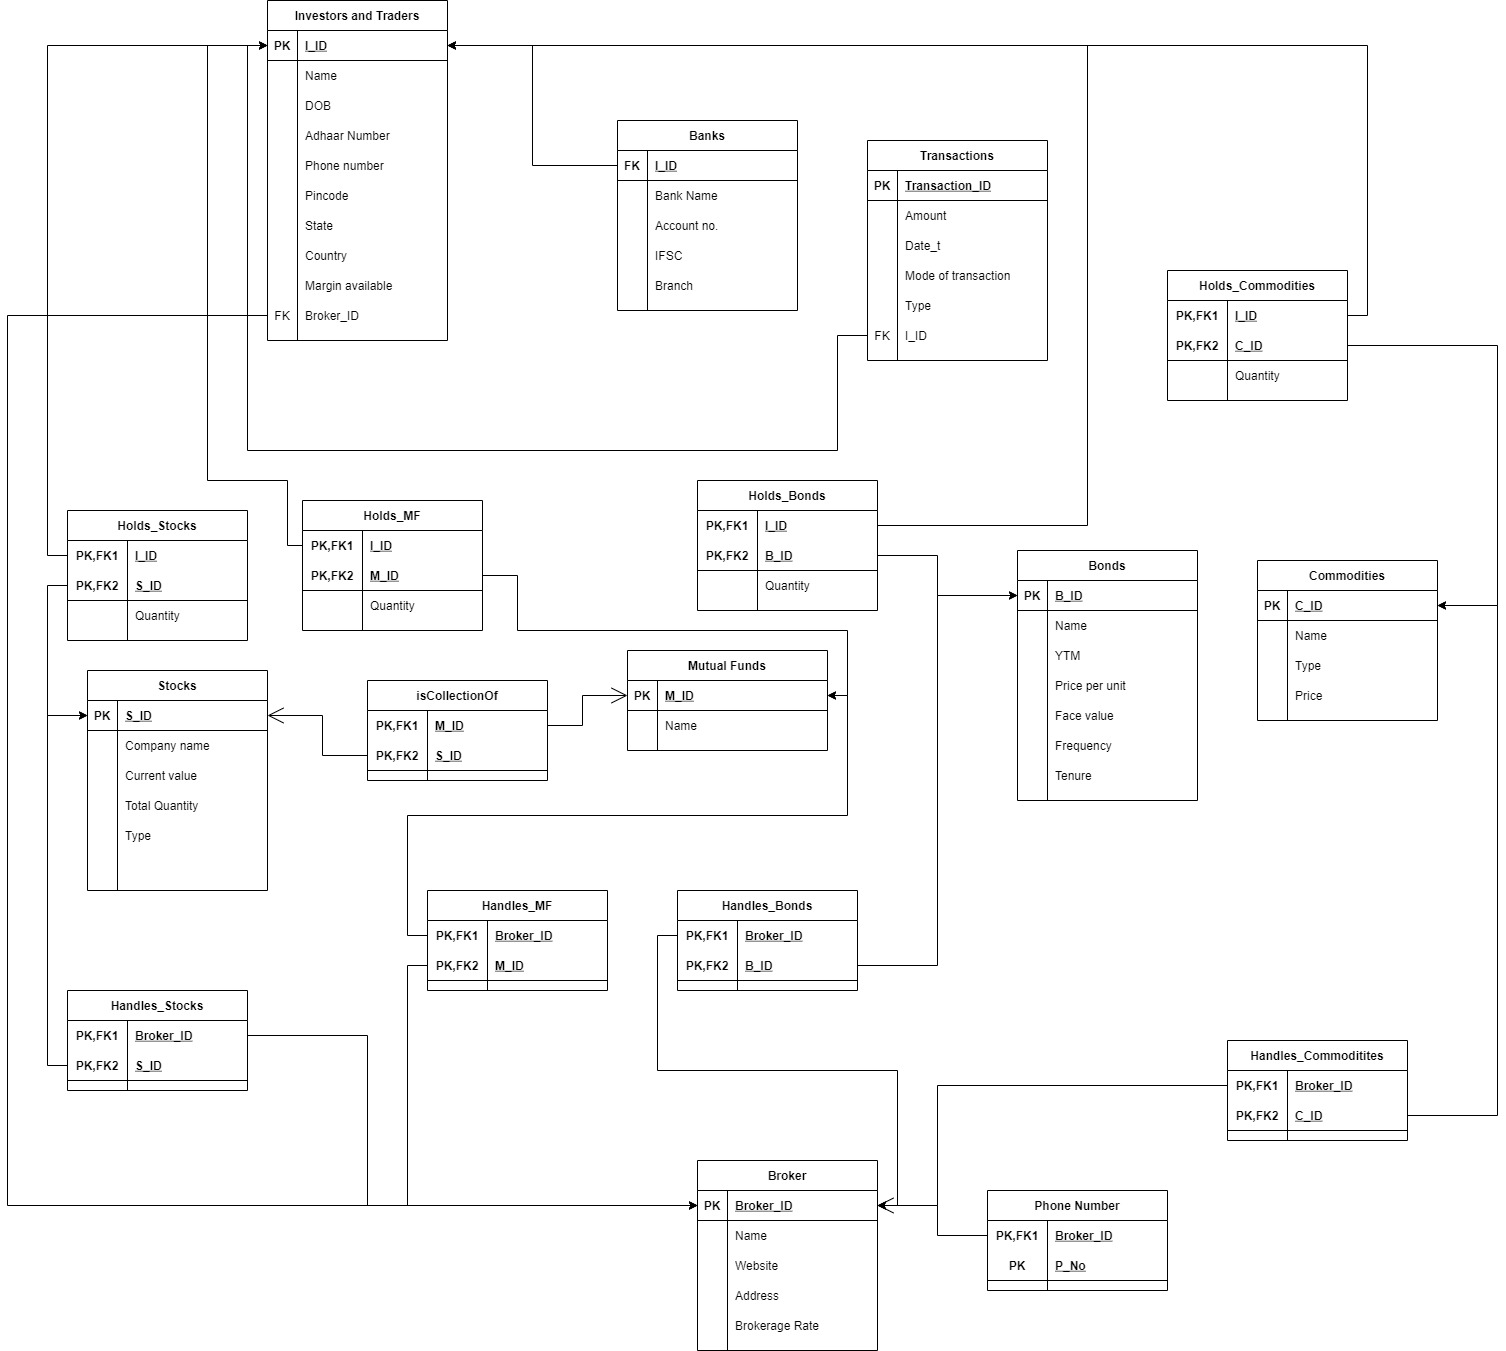 Investors and Traders
PK I_ID
Name
DOB
Adhaar Number
Phone number
Pincode
State
Country
Margin available
FK Broker_ID
Banks
FK I_ID
Bank Name
Account no.
IFSC
Branch
Transactions
PK Transaction_ID
Amount
Date_t
Mode of transaction
Type
FK I_ID
Holds_Commodities
PK,FK1 I_ID
PK,FK2 C_ID
Quantity
Holds_Stocks
PK,FK1 I_ID
PK,FK2 S_ID
Quantity
Holds_MF
PK,FK1 I_ID
PK,FK2 M_ID
Quantity
Holds_Bonds
PK,FK1 I_ID
PK,FK2 B_ID
Quantity
Bonds
PK B_ID
Name
YTM
Price per unit
Face value
Frequency
Tenure
Commodities
PK C_ID
Name
Type
Price
Stocks
PK S_ID
Company name
Current value
Total Quantity
Type
isCollectionOf
PK,FK1 M_ID
PK,FK2 S_ID
Mutual Funds
PK M_ID
Name
Handles_MF
PK,FK1 Broker_ID
PK,FK2 M_ID
Handles_Bonds
PK,FK1 Broker_ID
PK,FK2 B_ID
Handles_Stocks
PK,FK1 Broker_ID
PK,FK2 S_ID
Handles_Commoditites
PK,FK1 Broker_ID
PK,FK2 C_ID
Broker
PK Broker_ID
Name
Website
Address
Brokerage Rate
Phone Number
PK,FK1 Broker_ID
PK P_No